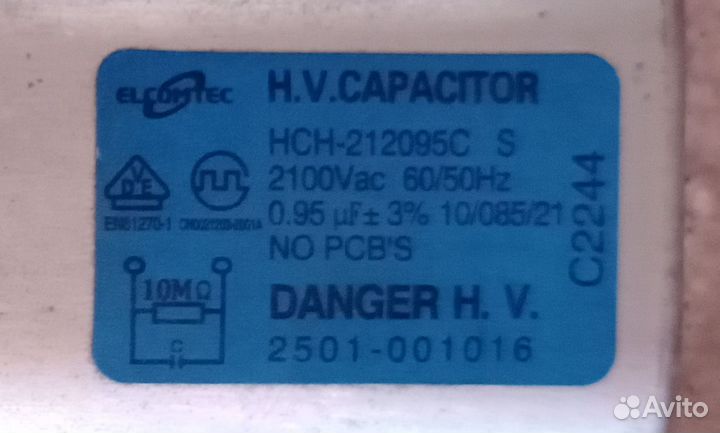 ELCOMTEC
H.V.CAPACITOR
HCH-212095C S
2100Vac 60/50Hz
0.95 µF± 3% 10/085/21
NO PCB'S
C2244
VDE
EN61270-1
10MΩ
C
DANGER H. V.
2501-001016
Avito